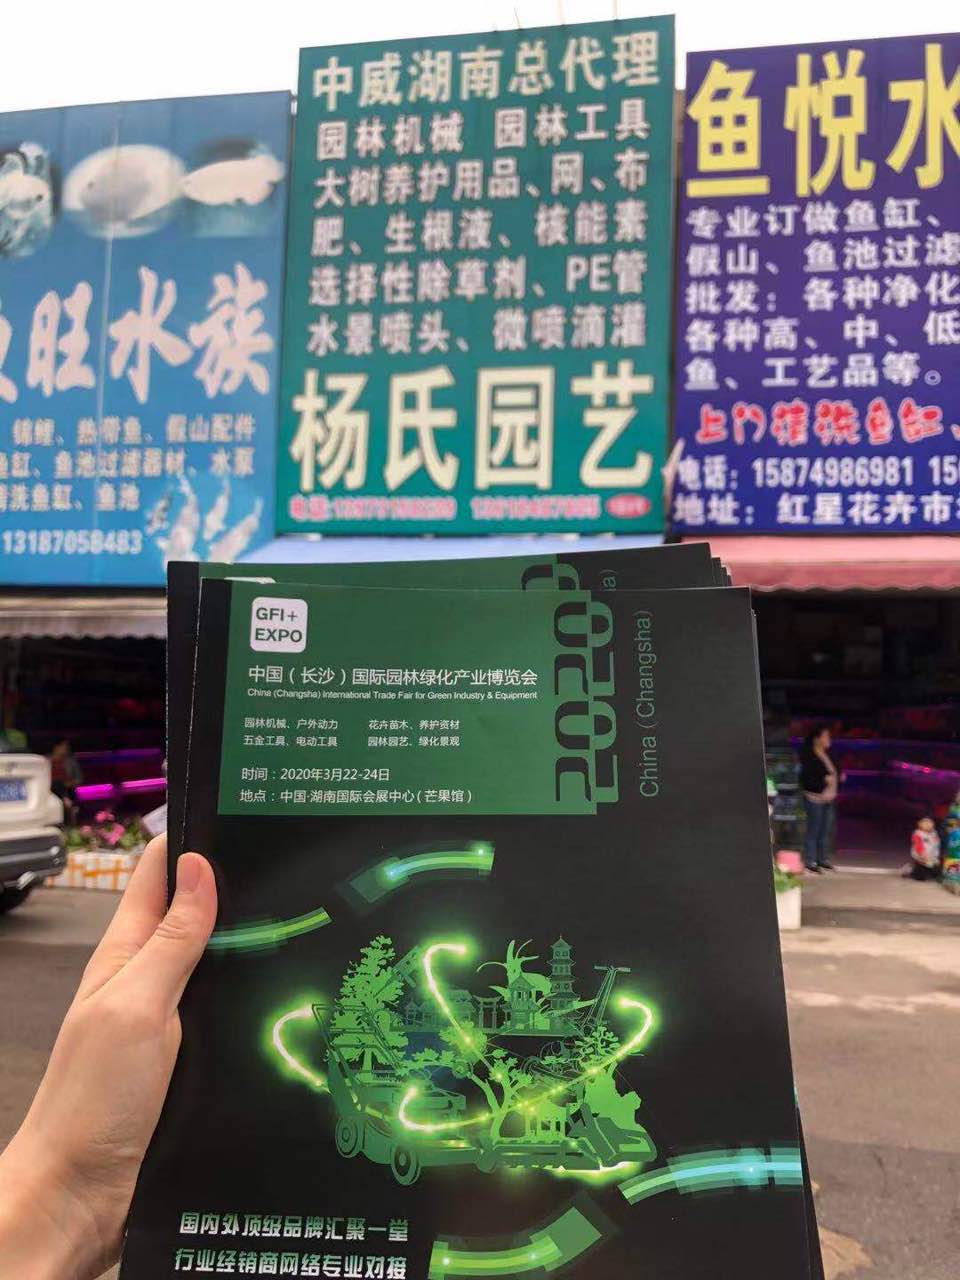 旺水族
锦鲤、热带鱼、假山配件
鱼缸、鱼池过滤器材、水泵
清洗鱼缸、鱼池
13187058483
中威湖南总代理
园林机械 园林工具
大树养护用品、网、布
肥、生根液、核能素
选择性除草剂、PE管
水景喷头、微喷滴灌
杨氏园艺
电话:
鱼悦水
专业订做鱼缸、
假山、鱼池过滤
批发：各种净化
各种高、中、低
鱼、工艺品等。
上门清洗鱼缸、
电话：15874986981
地址：红星花卉市
GFI+
EXPO
中国（长沙）国际园林绿化产业博览会
China (Changsha) International Trade Fair for Green Industry & Equipment
园林机械、户外动力 花卉苗木、养护资材
五金工具、电动工具 园林园艺、绿化景观
时间：2020年3月22-24日
地点：中国·湖南国际会展中心（芒果馆）
2020
China (Changsha)
国内外顶级品牌汇聚一堂
行业经销商网络专业对接